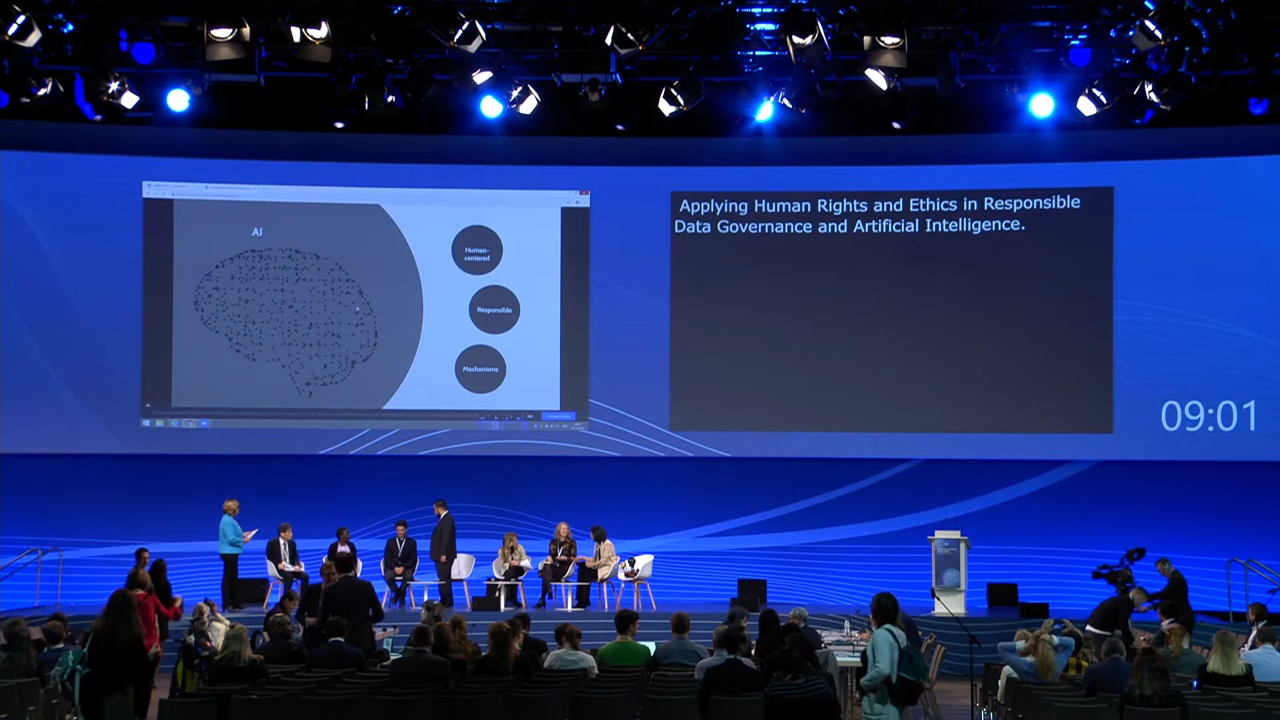 AI
Human-
centered
Responsible
Mechanisms
Applying Human Rights and Ethics in Responsible
Data Governance and Artificial Intelligence.
09:01